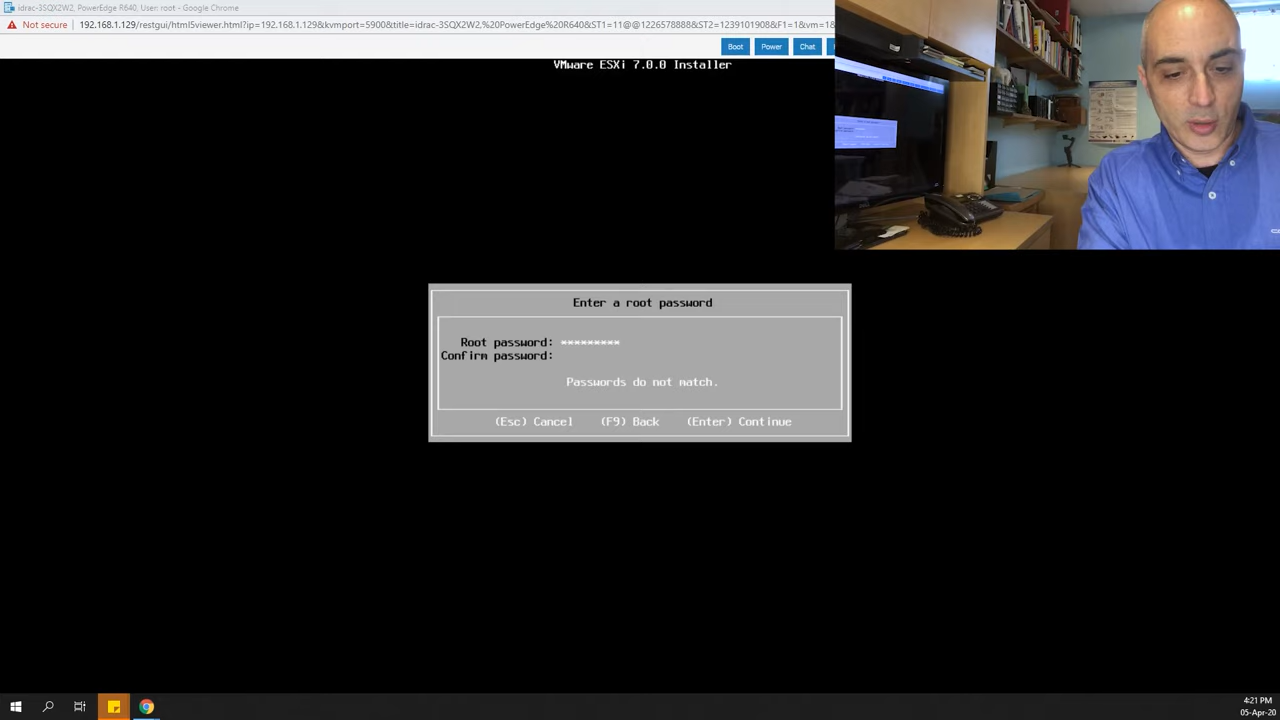 idrac-3SQX2W2, PowerEdge R640, User: root - Google Chrome
Not secure | 192.168.1.129/restgui/html5viewer.html?ip=192.168.1.129&kvmport=5900&title=idrac-3SQX2W2,%20PowerEdge%20R640&ST1=11@@1226578888&ST2=1239101908&F1=1&vm=1&
Boot Power Chat
VMware ESXi 7.0.0 Installer
Enter a root password
Root password: *********
Confirm password:
Passwords do not match.
(Esc) Cancel (F9) Back (Enter) Continue
4:21 PM
05-Apr-20